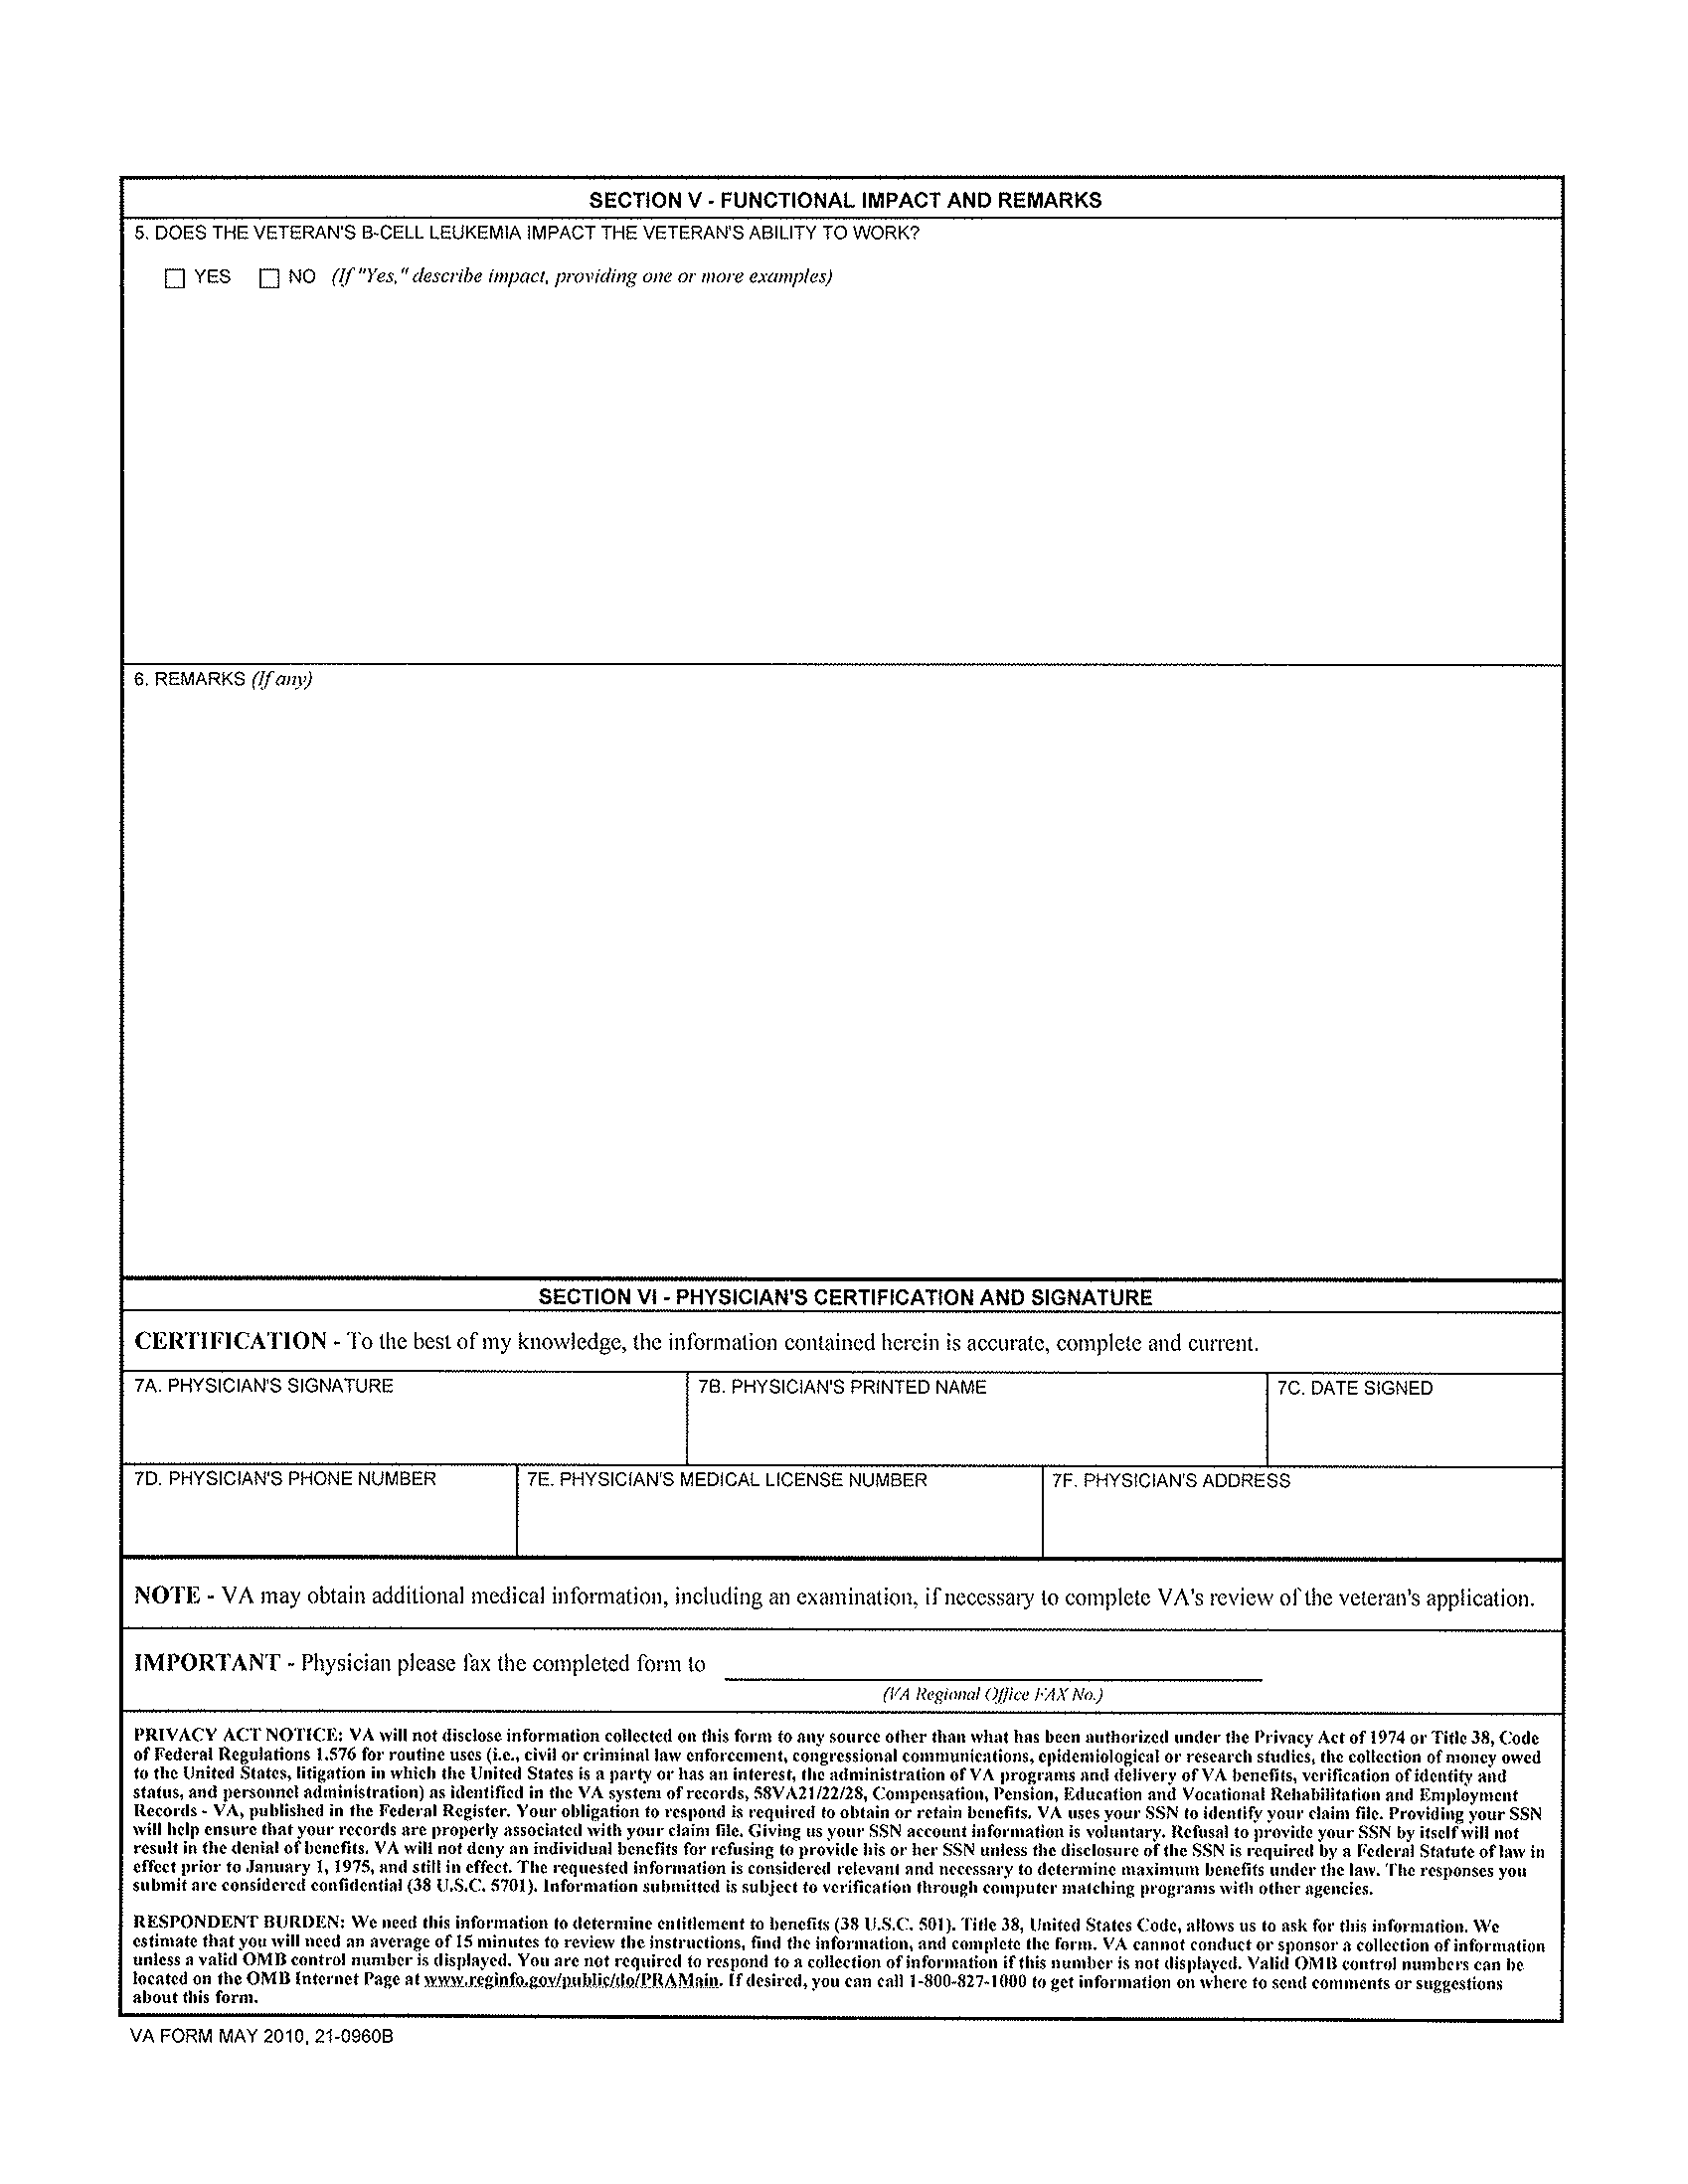 SECTION V - FUNCTIONAL IMPACT AND REMARKS
5. DOES THE VETERAN'S B-CELL LEUKEMIA IMPACT THE VETERAN'S ABILITY TO WORK?
YES NO (If "Yes," describe impact, providing one or more examples)
6. REMARKS (If any)
SECTION VI - PHYSICIAN'S CERTIFICATION AND SIGNATURE
CERTIFICATION - To the best of my knowledge, the information contained herein is accurate, complete and current.
7A. PHYSICIAN'S SIGNATURE 7B. PHYSICIAN'S PRINTED NAME 7C. DATE SIGNED
7D. PHYSICIAN'S PHONE NUMBER 7E. PHYSICIAN'S MEDICAL LICENSE NUMBER 7F. PHYSICIAN'S ADDRESS
NOTE - VA may obtain additional medical information, including an examination, if necessary to complete VA's review of the veteran's application.
IMPORTANT - Physician please fax the completed form to
(VA Regional Office FAX No.)
PRIVACY ACT NOTICE: VA will not disclose information collected on this form to any source other than what has been authorized under the Privacy Act of 1974 or Title 38, Code
of Federal Regulations 1.576 for routine uses (i.e., civil or criminal law enforcement, congressional communications, epidemiological or research studies, the collection of money owed
to the United States, litigation in which the United States is a party or has an interest, the administration of VA programs and delivery of VA benefits, verification of identity and
status, and personnel administration) as identified in the VA system of records, 58VA21/22/28, Compensation, Pension, Education and Vocational Rehabilitation and Employment
Records - VA, published in the Federal Register. Your obligation to respond is required to obtain or retain benefits. VA uses your SSN to identify your claim file. Providing your SSN
will help ensure that your records are properly associated with your claim file. Giving us your SSN account information is voluntary. Refusal to provide your SSN by itself will not
result in the denial of benefits. VA will not deny an individual benefits for refusing to provide his or her SSN unless the disclosure of the SSN is required by a Federal Statute of law in
effect prior to January 1, 1975, and still in effect. The requested information is considered relevant and necessary to determine maximum benefits under the law. The responses you
submit are considered confidential (38 U.S.C. 5701). Information submitted is subject to verification through computer matching programs with other agencies.
RESPONDENT BURDEN: We need this information to determine entitlement to benefits (38 U.S.C. 501). Title 38, United States Code, allows us to ask for this information. We
estimate that you will need an average of 15 minutes to review the instructions, find the information, and complete the form. VA cannot conduct or sponsor a collection of information
unless a valid OMB control number is displayed. You are not required to respond to a collection of information if this number is not displayed. Valid OMB control numbers can be
located on the OMB Internet Page at www.reginfo.gov/public/do/PRAMain. If desired, you can call 1-800-827-1000 to get information on where to send comments or suggestions
about this form.
VA FORM MAY 2010, 21-0960B